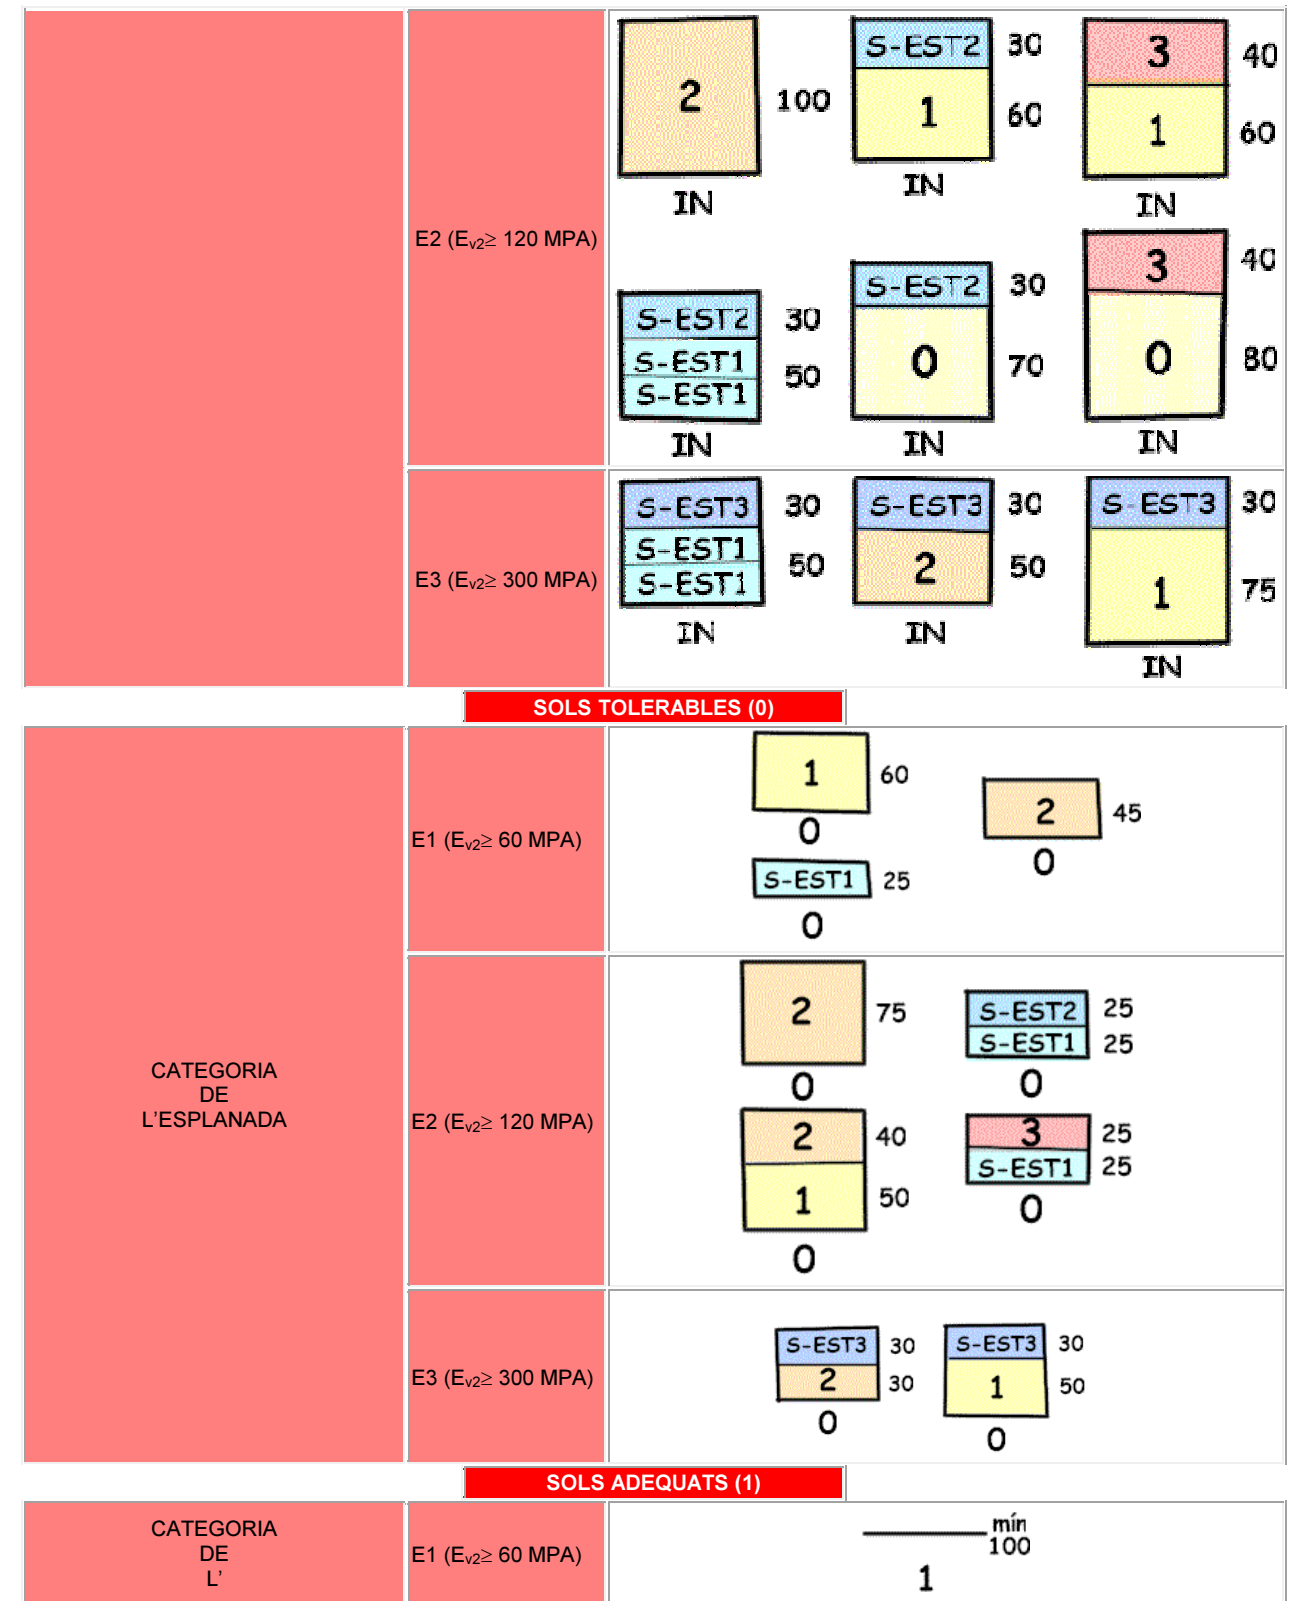 E2 (Ev2≥ 120 MPA)
2 100
IN
S-EST2 30
1 60
IN
3 40
1 60
IN
S-EST2 30
S-EST1 50
S-EST1
IN
S-EST2 30
0 70
IN
3 40
0 80
IN
E3 (Ev2≥ 300 MPA)
S-EST3 30
S-EST1 50
S-EST1
IN
S-EST3 30
2 50
IN
S-EST3 30
1 75
IN
SOLS TOLERABLES (0)
CATEGORIA
DE
L'ESPLANADA
E1 (Ev2≥ 60 MPA)
1 60
0
2 45
0
S-EST1 25
0
E2 (Ev2≥ 120 MPA)
2 75
0
S-EST2 25
S-EST1 25
0
2 40
1 50
0
3 25
S-EST1 25
0
E3 (Ev2≥ 300 MPA)
S-EST3 30
2 30
0
S-EST3 30
1 50
0
SOLS ADEQUATS (1)
CATEGORIA
DE
L'
E1 (Ev2≥ 60 MPA)
mín
100
1